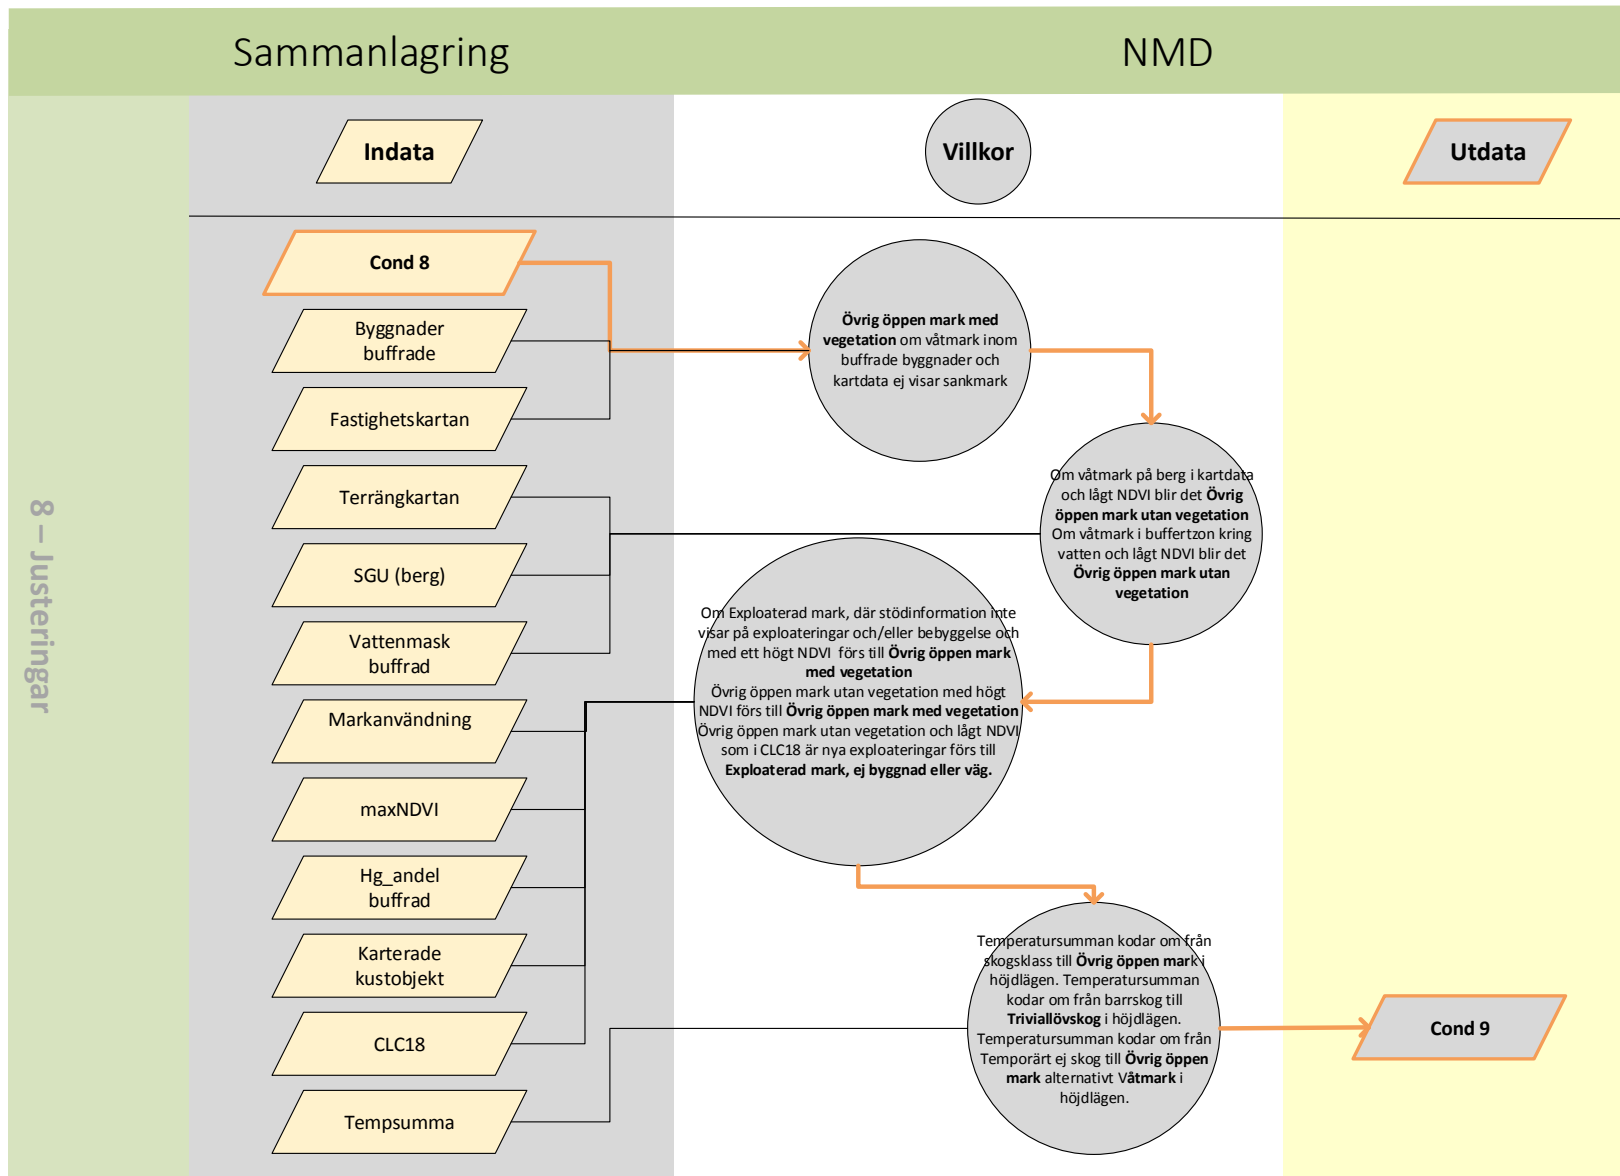 Sammanlagring
NMD
Indata
Villkor
Utdata
8 – Justeringar
Cond 8
Byggnader
buffrade
Fastighetskartan
Terrängkartan
SGU (berg)
Vattenmask
buffrad
Markanvändning
maxNDVI
Hg_andel
buffrad
Karterade
kustobjekt
CLC18
Tempsumma
Övrig öppen mark med
vegetation om våtmark inom
buffrade byggnader och
kartdata ej visar sankmark
Om våtmark på berg i kartdata
och lågt NDVI blir det Övrig
öppen mark utan vegetation
Om våtmark i buffertzon kring
vatten och lågt NDVI blir det
Övrig öppen mark utan
vegetation
Om Exploaterad mark, där stödinformation inte
visar på exploateringar och/eller bebyggelse och
med ett högt NDVI förs till Övrig öppen mark
med vegetation
Övrig öppen mark utan vegetation med högt
NDVI förs till Övrig öppen mark med vegetation
Övrig öppen mark utan vegetation och lågt NDVI
som i CLC18 är nya exploateringar förs till
Exploaterad mark, ej byggnad eller väg.
Temperatursumman kodar om från
skogsklass till Övrig öppen mark i
höjdlägen. Temperatursumman
kodar om från barrskog till
Triviallövskog i höjdlägen.
Temperatursumman kodar om från
Temporärt ej skog till Övrig öppen
mark alternativt Våtmark i
höjdlägen.
Cond 9